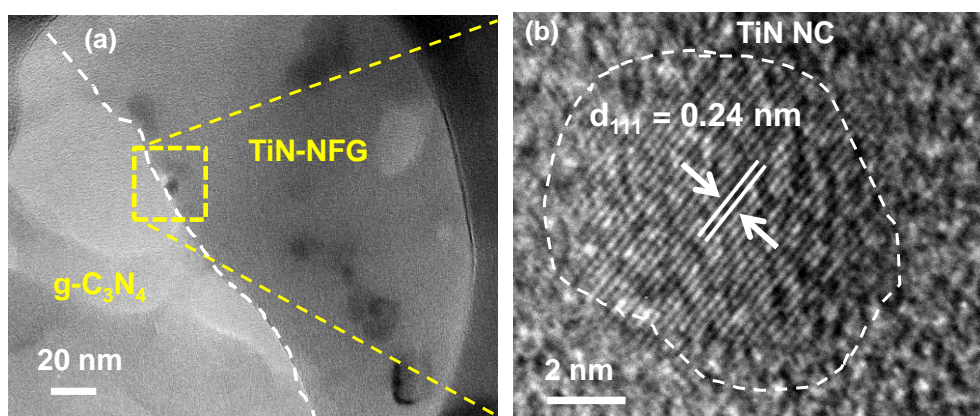 (a)
TiN-NFG
g-C₃N₄
20 nm
(b)
TiN NC
d₁₁₁ = 0.24 nm
2 nm